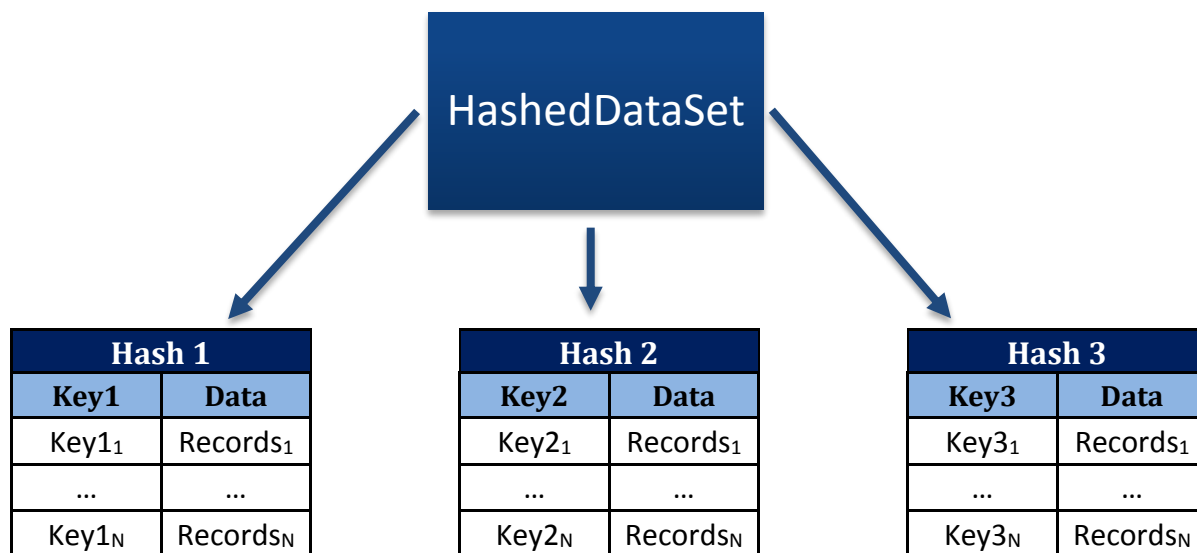 HashedDataSet
Hash 1
Key1 Data
Key1₁ Records₁
... ...
Key1N RecordsN
Hash 2
Key2 Data
Key2₁ Records₁
... ...
Key2N RecordsN
Hash 3
Key3 Data
Key3₁ Records₁
... ...
Key3N RecordsN